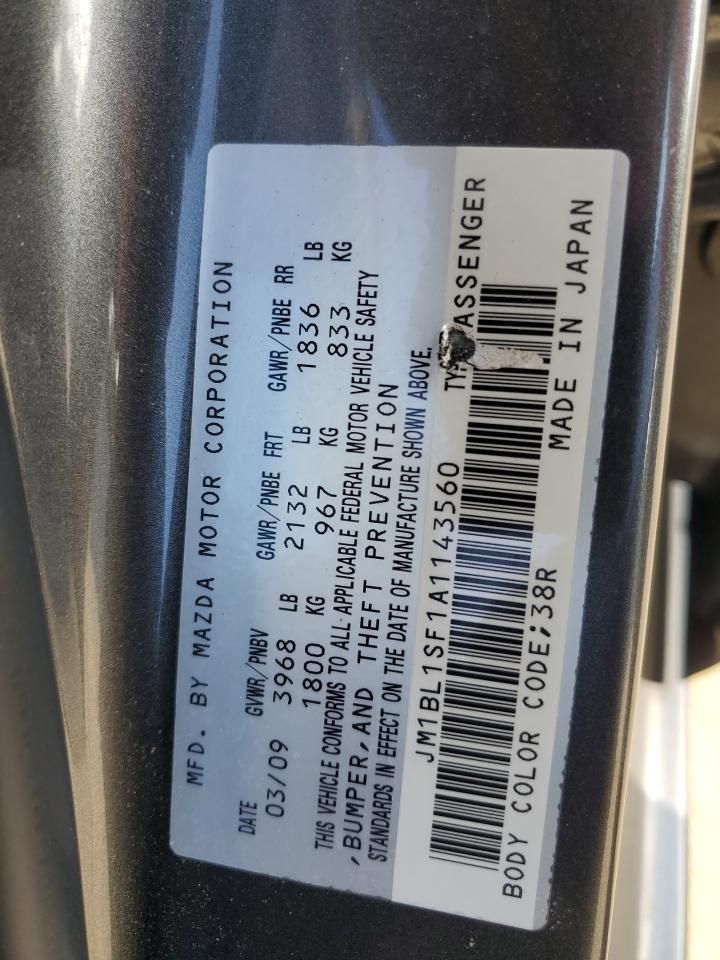 MFD. BY MAZDA MOTOR CORPORATION
DATE GVWR/PNBV GAWR/PNBE FRT GAWR/PNBE RR
03/09 3968 LB 2132 LB 1836 LB
1800 KG 967 KG 833 KG
THIS VEHICLE CONFORMS TO ALL APPLICABLE FEDERAL MOTOR VEHICLE SAFETY
,BUMPER,AND THEFT PREVENTION
STANDARDS IN EFFECT ON THE DATE OF MANUFACTURE SHOWN ABOVE.
JM1BL1SF1A1143560
BODY COLOR CODE;38R MADE IN JAPAN